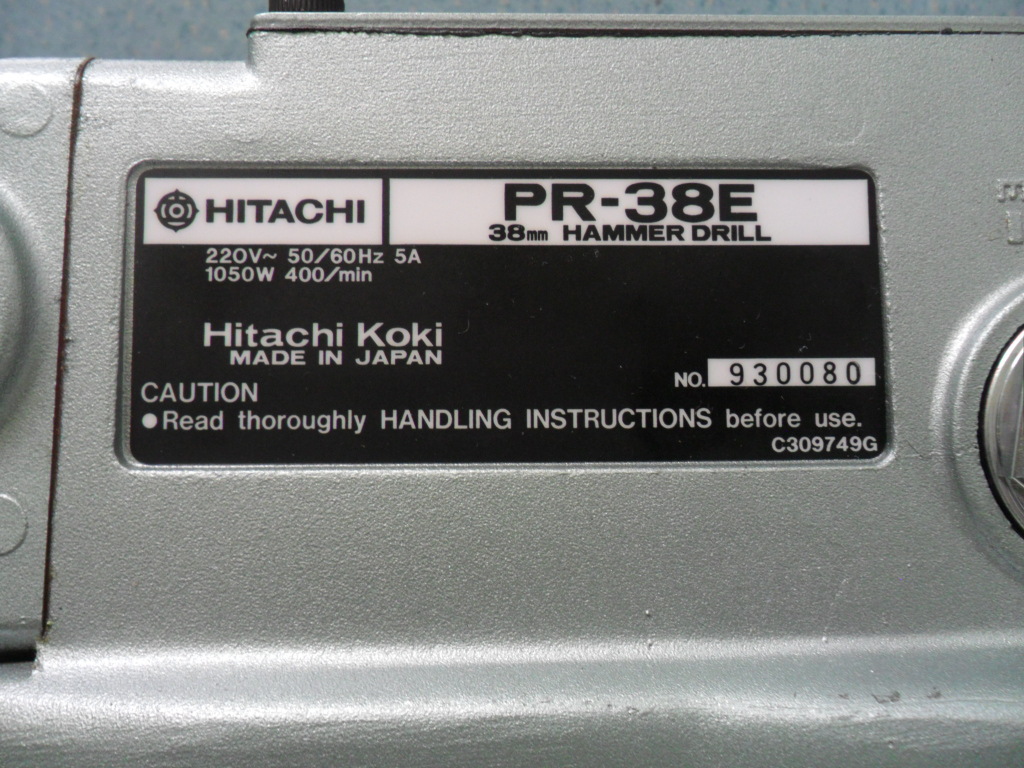 HITACHI
PR-38E
38mm HAMMER DRILL
220V~ 50/60Hz 5A
1050W 400/min
Hitachi Koki
MADE IN JAPAN
NO. 930080
CAUTION
●Read thoroughly HANDLING INSTRUCTIONS before use.
C309749G